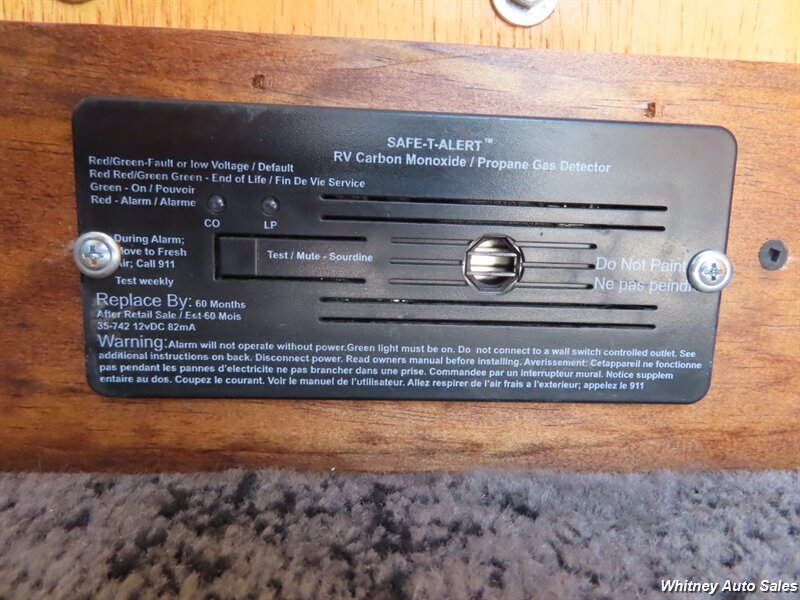 SAFE-T-ALERT™
RV Carbon Monoxide / Propane Gas Detector
Red/Green-Fault or low Voltage / Default
Red Red/Green Green - End of Life / Fin De Vie Service
Green - On / Pouvoir
Red - Alarm / Alarme
CO LP
During Alarm;
Move to Fresh
Air; Call 911
Test weekly
Test / Mute - Sourdine
Do Not Paint
Ne pas peindr
Replace By: 60 Months
After Retail Sale / Est 60 Mois
35-742 12vDC 82mA
Warning: Alarm will not operate without power.Green light must be on. Do not connect to a wall switch controlled outlet. See
additional instructions on back. Disconnect power. Read owners manual before installing. Averissement: Cetappareil ne fonctionne
pas pendant les pannes d'electricite ne pas brancher dans une prise. Commandee par un interrupteur mural. Notice supplem
entaire au dos. Coupez le courant. Voir le manuel de l'utilisateur. Allez respirer de l'air frais a l'exterieur; appelez le 911
Whitney Auto Sales